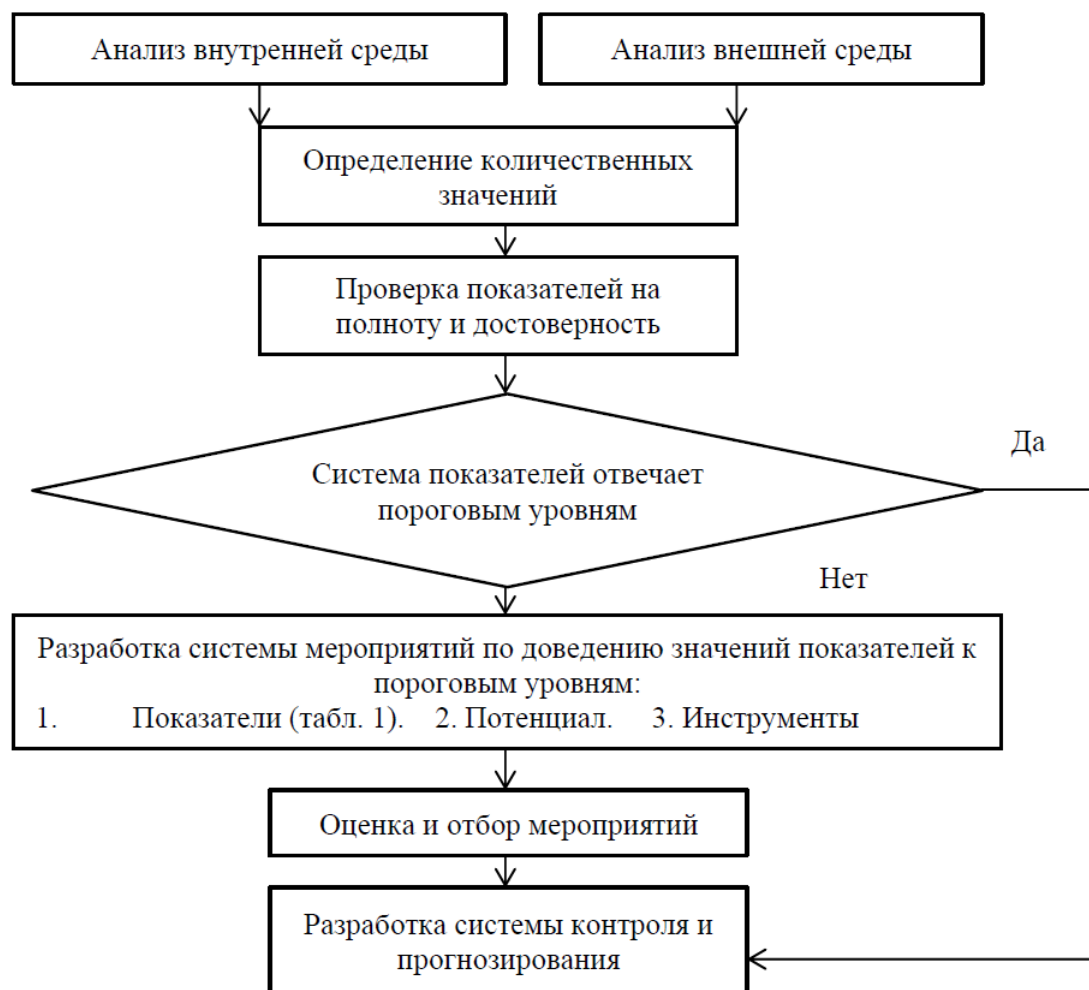 Анализ внутренней среды
Анализ внешней среды
Определение количественных
значений
Проверка показателей на
полноту и достоверность
Система показателей отвечает
пороговым уровням
Да
Нет
Разработка системы мероприятий по доведению значений показателей к
пороговым уровням:
1. Показатели (табл. 1). 2. Потенциал. 3. Инструменты
Оценка и отбор мероприятий
Разработка системы контроля и
прогнозирования